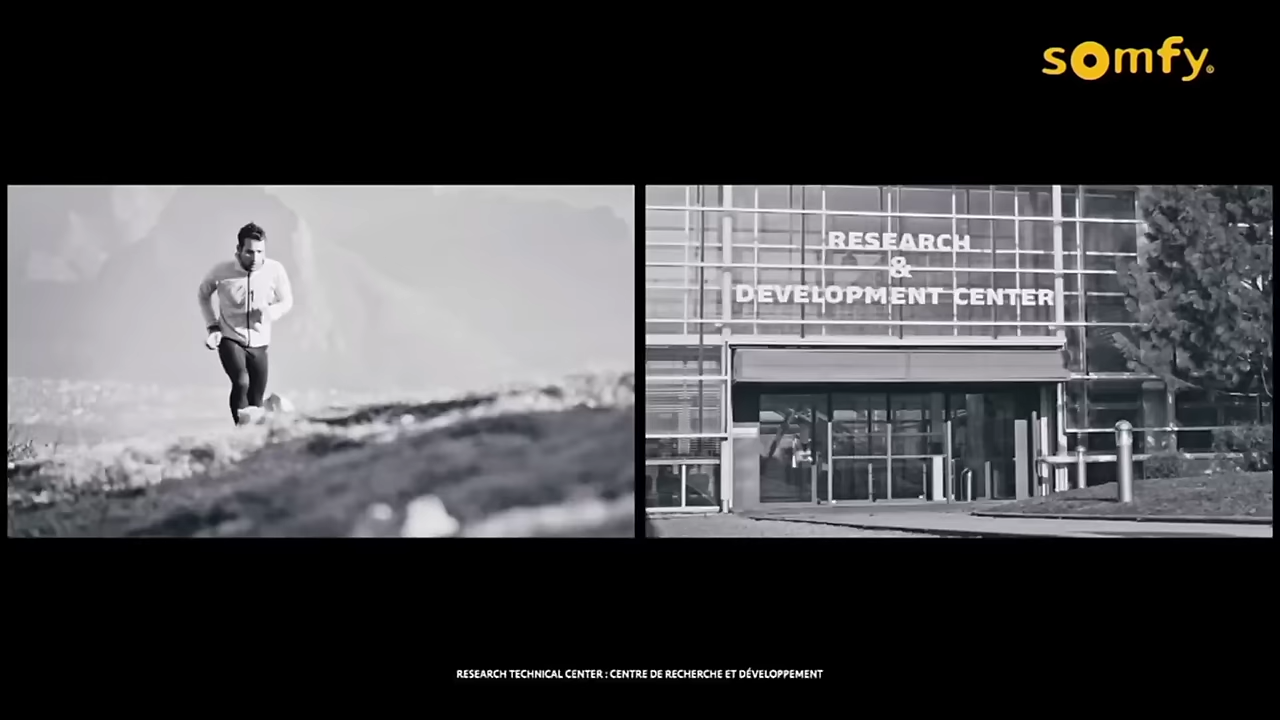 somfy®
RESEARCH
&
DEVELOPMENT CENTER
RESEARCH TECHNICAL CENTER : CENTRE DE RECHERCHE ET DÉVELOPPEMENT